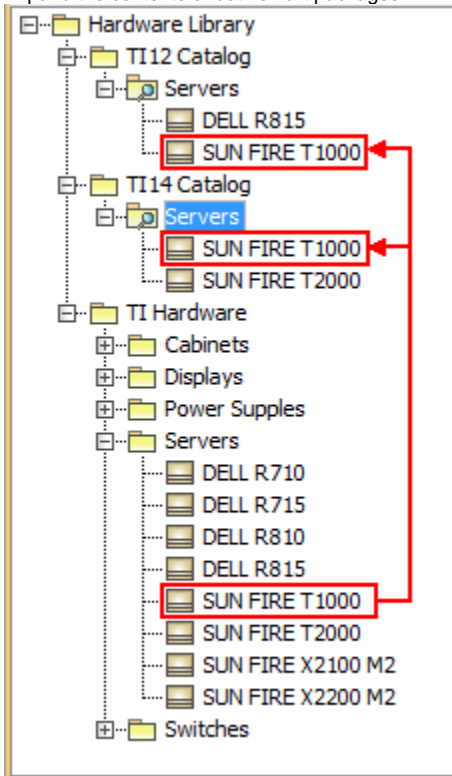 Hardware Library
TI12 Catalog
Servers
DELL R815
SUN FIRE T1000
TI14 Catalog
Servers
SUN FIRE T1000
SUN FIRE T2000
TI Hardware
Cabinets
Displays
Power Supplies
Servers
DELL R710
DELL R715
DELL R810
DELL R815
SUN FIRE T1000
SUN FIRE T2000
SUN FIRE X2100 M2
SUN FIRE X2200 M2
Switches